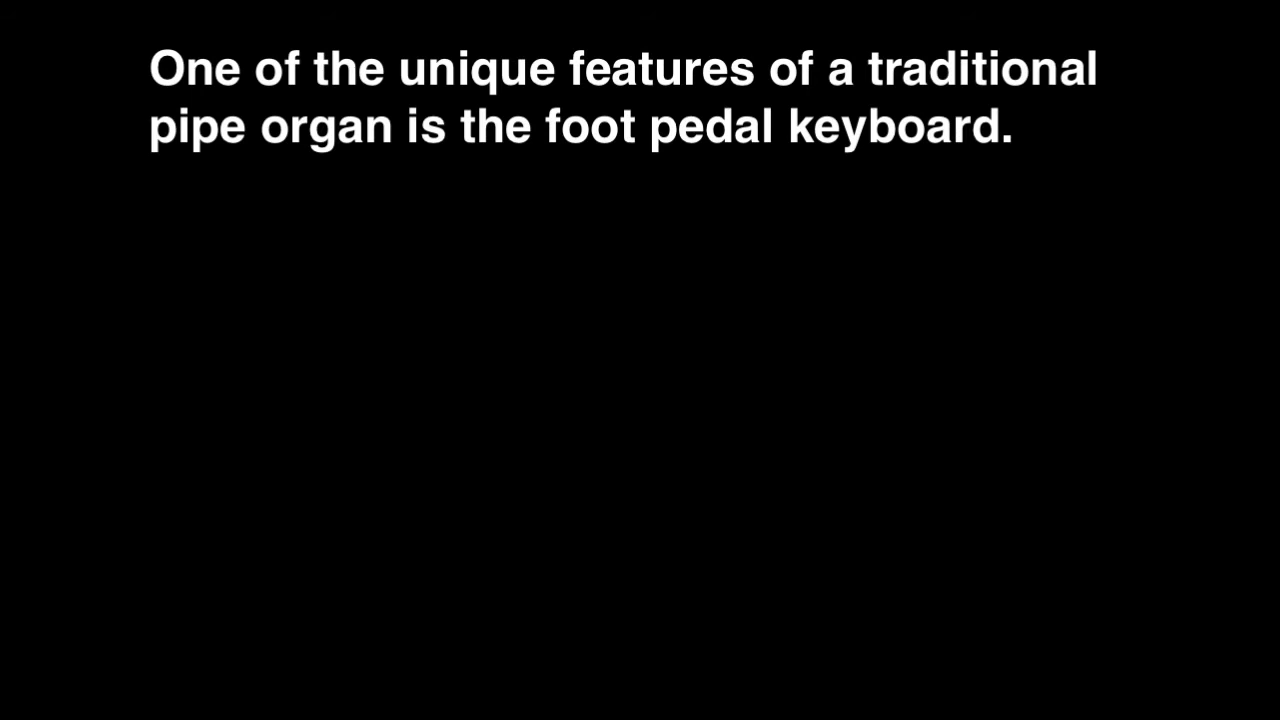 One of the unique features of a traditional
pipe organ is the foot pedal keyboard.